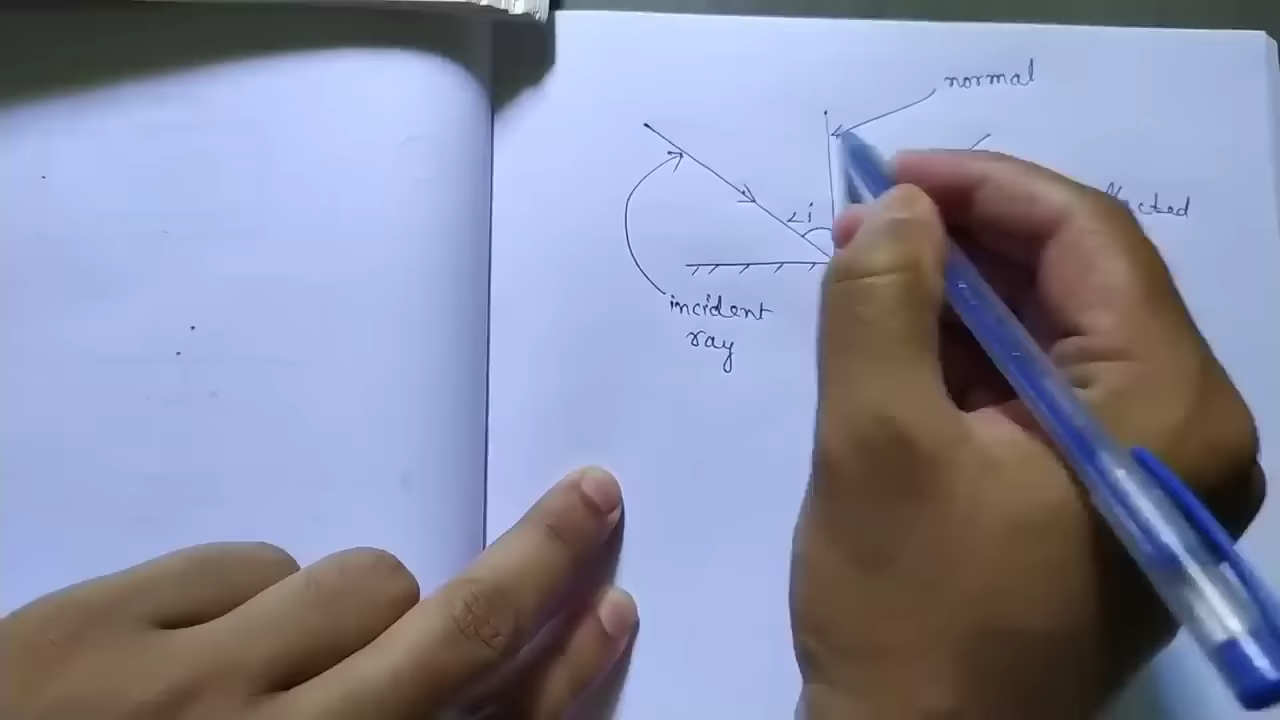 normal
∠i
incident
ray